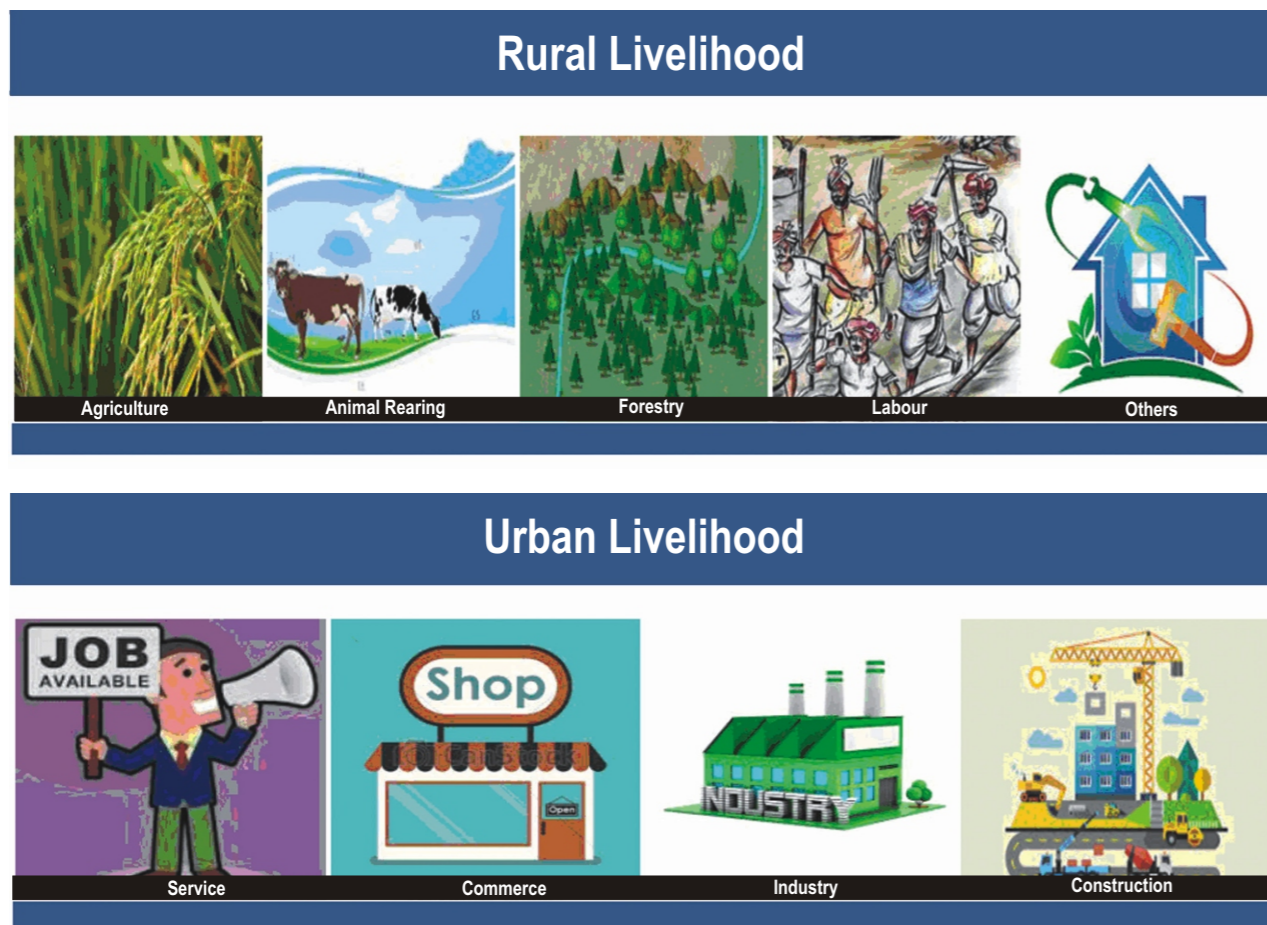 Rural Livelihood
Agriculture
Animal Rearing
Forestry
Labour
Others
Urban Livelihood
JOB
AVAILABLE
Shop
CanStock
Open
INDUSTRY
Service
Commerce
Industry
Construction